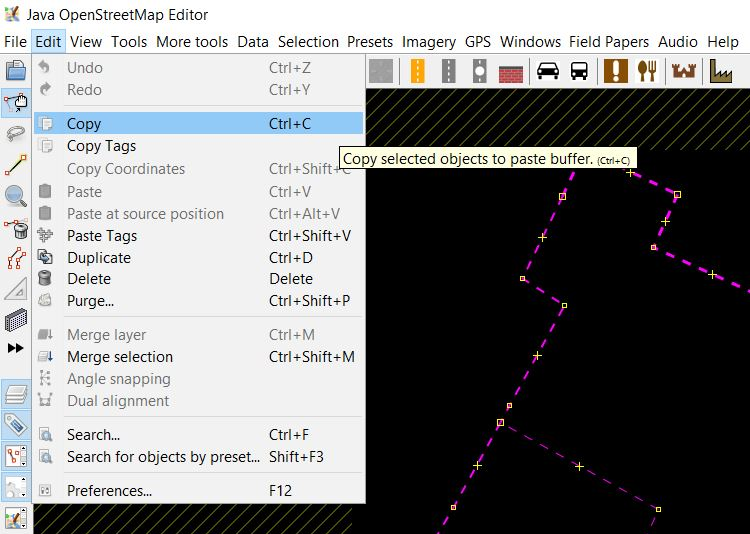 Java OpenStreetMap Editor
File Edit View Tools More tools Data Selection Presets Imagery GPS Windows Field Papers Audio Help
Undo Ctrl+Z
Redo Ctrl+Y
Copy Ctrl+C
Copy Tags
Copy selected objects to paste buffer. (Ctrl+C)
Copy Coordinates Ctrl+Shift+C
Paste Ctrl+V
Paste at source position Ctrl+Alt+V
Paste Tags Ctrl+Shift+V
Duplicate Ctrl+D
Delete Delete
Purge... Ctrl+Shift+P
Merge layer Ctrl+M
Merge selection Ctrl+Shift+M
Angle snapping
Dual alignment
Search... Ctrl+F
Search for objects by preset... Shift+F3
Preferences... F12